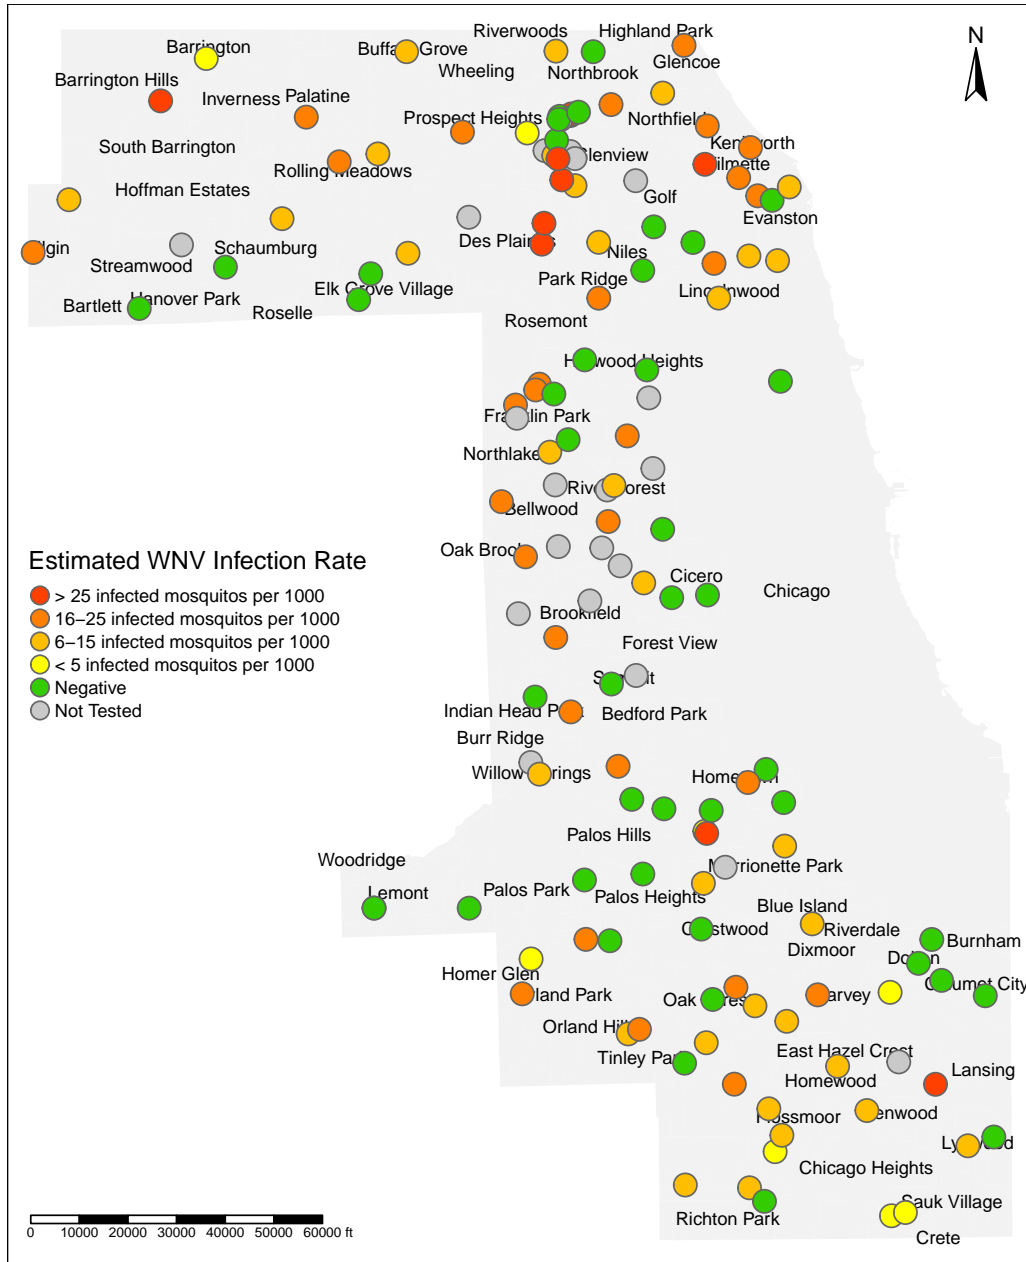 Riverwoods
Highland Park
N
Barrington
Buffalo Grove
Glencoe
Wheeling
Northbrook
Barrington Hills
Inverness
Palatine
Prospect Heights
Northfield
Kenilworth
South Barrington
Glenview
Wilmette
Rolling Meadows
Hoffman Estates
Golf
Evanston
Elgin
Schaumburg
Des Plaines
Niles
Streamwood
Park Ridge
Elk Grove Village
Lincolnwood
Bartlett
Hanover Park
Roselle
Rosemont
Harwood Heights
Franklin Park
Northlake
River Forest
Bellwood
Oak Brook
Estimated WNV Infection Rate
Cicero
Chicago
> 25 infected mosquitos per 1000
16–25 infected mosquitos per 1000
Brookfield
6–15 infected mosquitos per 1000
Forest View
< 5 infected mosquitos per 1000
Summit
Negative
Not Tested
Indian Head Park
Bedford Park
Burr Ridge
Willow Springs
Hometown
Palos Hills
Woodridge
Merrionette Park
Lemont
Palos Park
Palos Heights
Blue Island
Crestwood
Riverdale
Burnham
Dixmoor
Dolton
Homer Glen
Calumet City
Orland Park
Oak Forest
Harvey
Orland Hills
Tinley Park
East Hazel Crest
Lansing
Homewood
Flossmoor
Glenwood
Lynwood
Chicago Heights
Sauk Village
Richton Park
Crete
0 10000 20000 30000 40000 50000 60000 ft